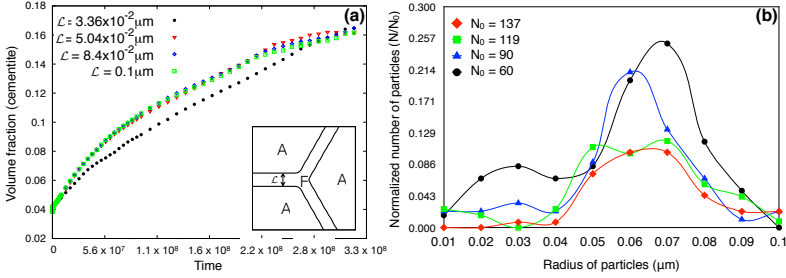 (a)
ℒ = 3.36x10⁻²μm
ℒ = 5.04x10⁻²μm
ℒ = 8.4x10⁻²μm
ℒ = 0.1μm
Volume fraction (cementite)
0.18
0.16
0.14
0.12
0.1
0.08
0.06
0.04
0.02
A
ℒ
F
A
A
0
5.6 x 10⁷
1.1 x 10⁸
1.6 x 10⁸
2.2 x 10⁸
2.8 x 10⁸
3.3 x 10⁸
Time
(b)
N₀ = 137
N₀ = 119
N₀ = 90
N₀ = 60
Normalized number of particles (N/N₀)
0.300
0.257
0.214
0.171
0.129
0.086
0.043
0.000
0.01
0.02
0.03
0.04
0.05
0.06
0.07
0.08
0.09
0.1
Radius of particles (μm)